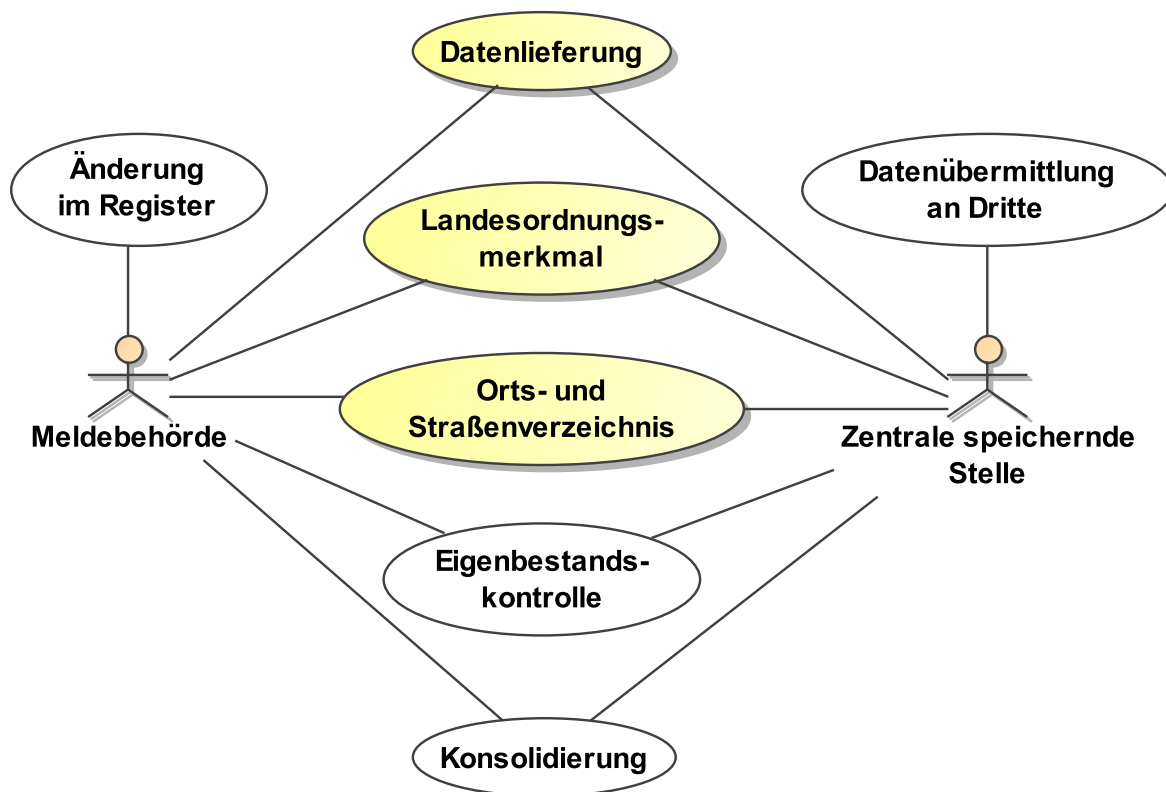 Datenlieferung
Änderung
im Register
Datenübermittlung
an Dritte
Landesordnungs-
merkmal
Orts- und
Straßenverzeichnis
Meldebehörde
Zentrale speichernde
Stelle
Eigenbestands-
kontrolle
Konsolidierung